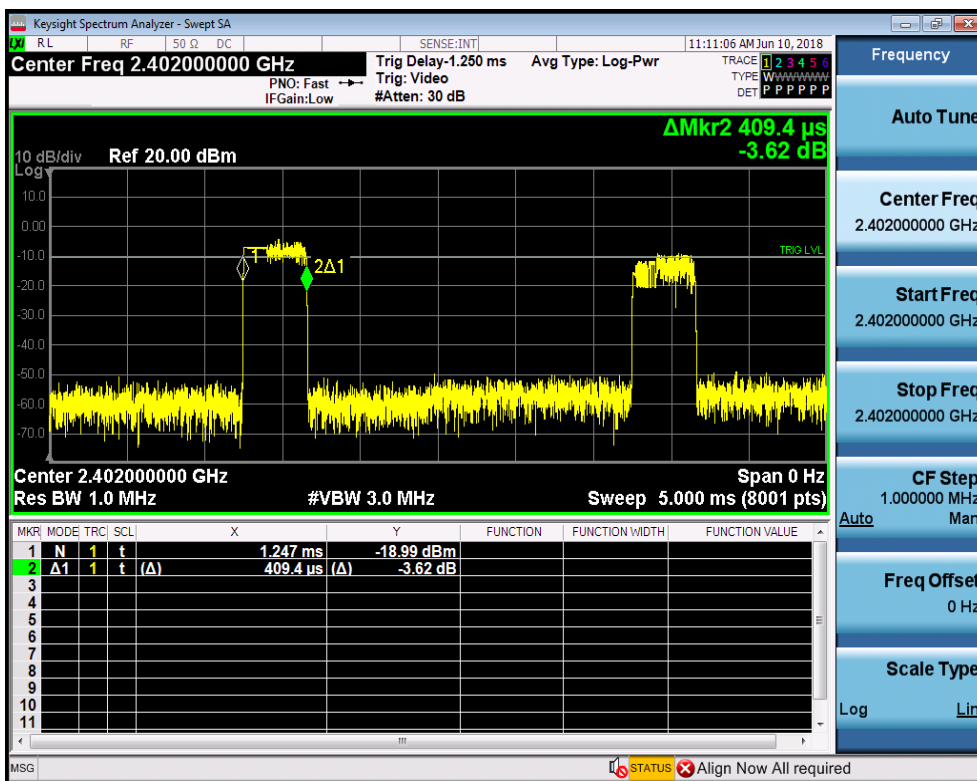 Keysight Spectrum Analyzer - Swept SA
LXI RL RF 50 Ω DC SENSE:INT 11:11:06 AM Jun 10, 2018
Center Freq 2.402000000 GHz
PNO: Fast
IFGain:Low
Trig Delay-1.250 ms
Trig: Video
#Atten: 30 dB
Avg Type: Log-Pwr
TRACE 1 2 3 4 5 6
TYPE WWWWWW
DET P P P P P P
ΔMkr2 409.4 µs
-3.62 dB
10 dB/div Ref 20.00 dBm
Log
10.0
0.00
-10.0
-20.0
-30.0
-40.0
-50.0
-60.0
-70.0
1
2Δ1
TRIG LVL
Center 2.402000000 GHz Span 0 Hz
Res BW 1.0 MHz #VBW 3.0 MHz Sweep 5.000 ms (8001 pts)
MKR MODE TRC SCL X Y FUNCTION FUNCTION WIDTH FUNCTION VALUE
1 N 1 t 1.247 ms -18.99 dBm
2 Δ1 1 t (Δ) 409.4 µs (Δ) -3.62 dB
3
4
5
6
7
8
9
10
11
MSG STATUS Align Now All required
Frequency
Auto Tune
Center Freq
2.402000000 GHz
Start Freq
2.402000000 GHz
Stop Freq
2.402000000 GHz
CF Step
1.000000 MHz
Auto Man
Freq Offset
0 Hz
Scale Type
Log Lin